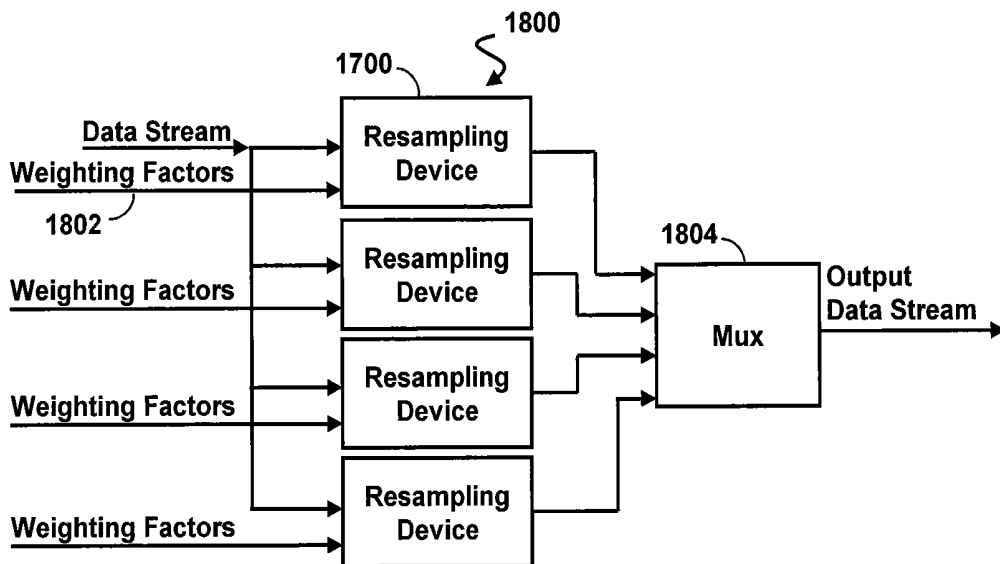 1800
1700
Data Stream
Resampling
Device
Weighting Factors
1802
Resampling
Device
Weighting Factors
1804
Mux
Output
Data Stream
Resampling
Device
Weighting Factors
Resampling
Device
Weighting Factors